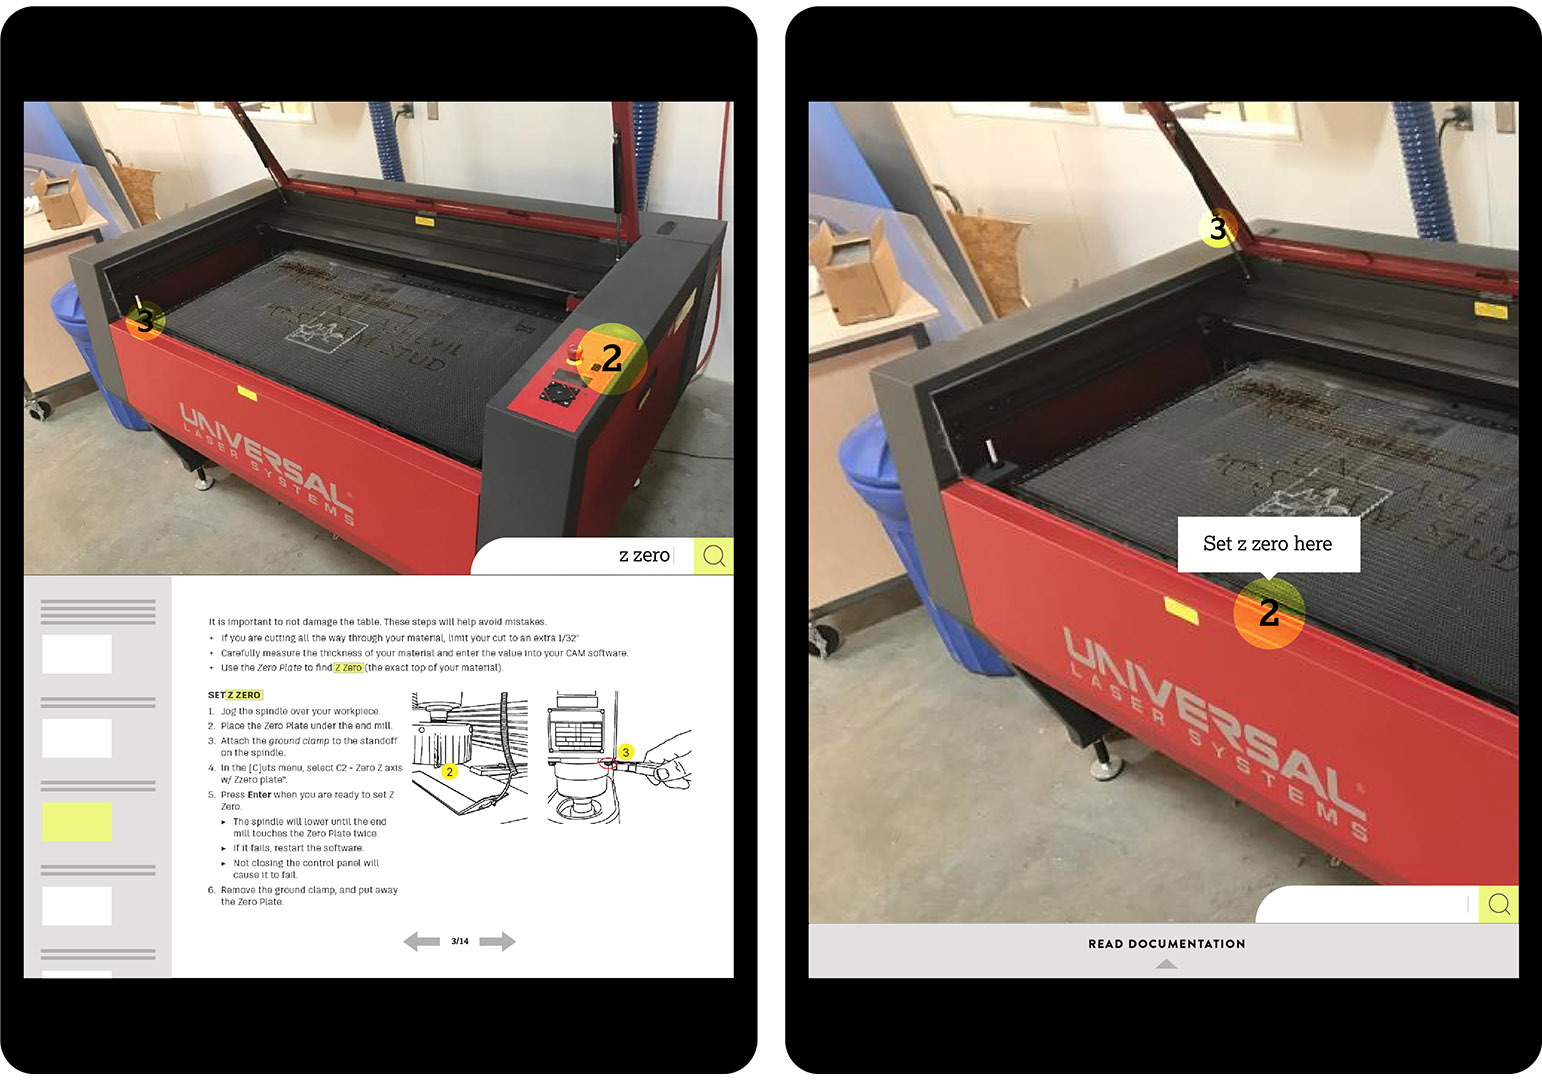 3
2
UNIVERSAL
LASER SYSTEMS
z zero
It is important to not damage the table. These steps will help avoid mistakes.
+ If you are cutting all the way through your material, limit your cut to an extra 1/32"
+ Carefully measure the thickness of your material and enter the value into your CAM software.
+ Use the Zero Plate to find Z Zero (the exact top of your material).
SET Z ZERO
1. Jog the spindle over your workpiece.
2. Place the Zero Plate under the end mill.
3. Attach the ground clamp to the standoff
on the spindle.
4. In the [C]uts menu, select C2 - Zero Z axis
w/ Zzero plate".
5. Press Enter when you are ready to set Z
Zero.
▸ The spindle will lower until the end
mill touches the Zero Plate twice.
▸ If it fails, restart the software.
▸ Not closing the control panel will
cause it to fail.
6. Remove the ground clamp, and put away
the Zero Plate.
2
3
3/14
3
Set z zero here
2
UNIVERSAL
LASER SYSTEMS
READ DOCUMENTATION